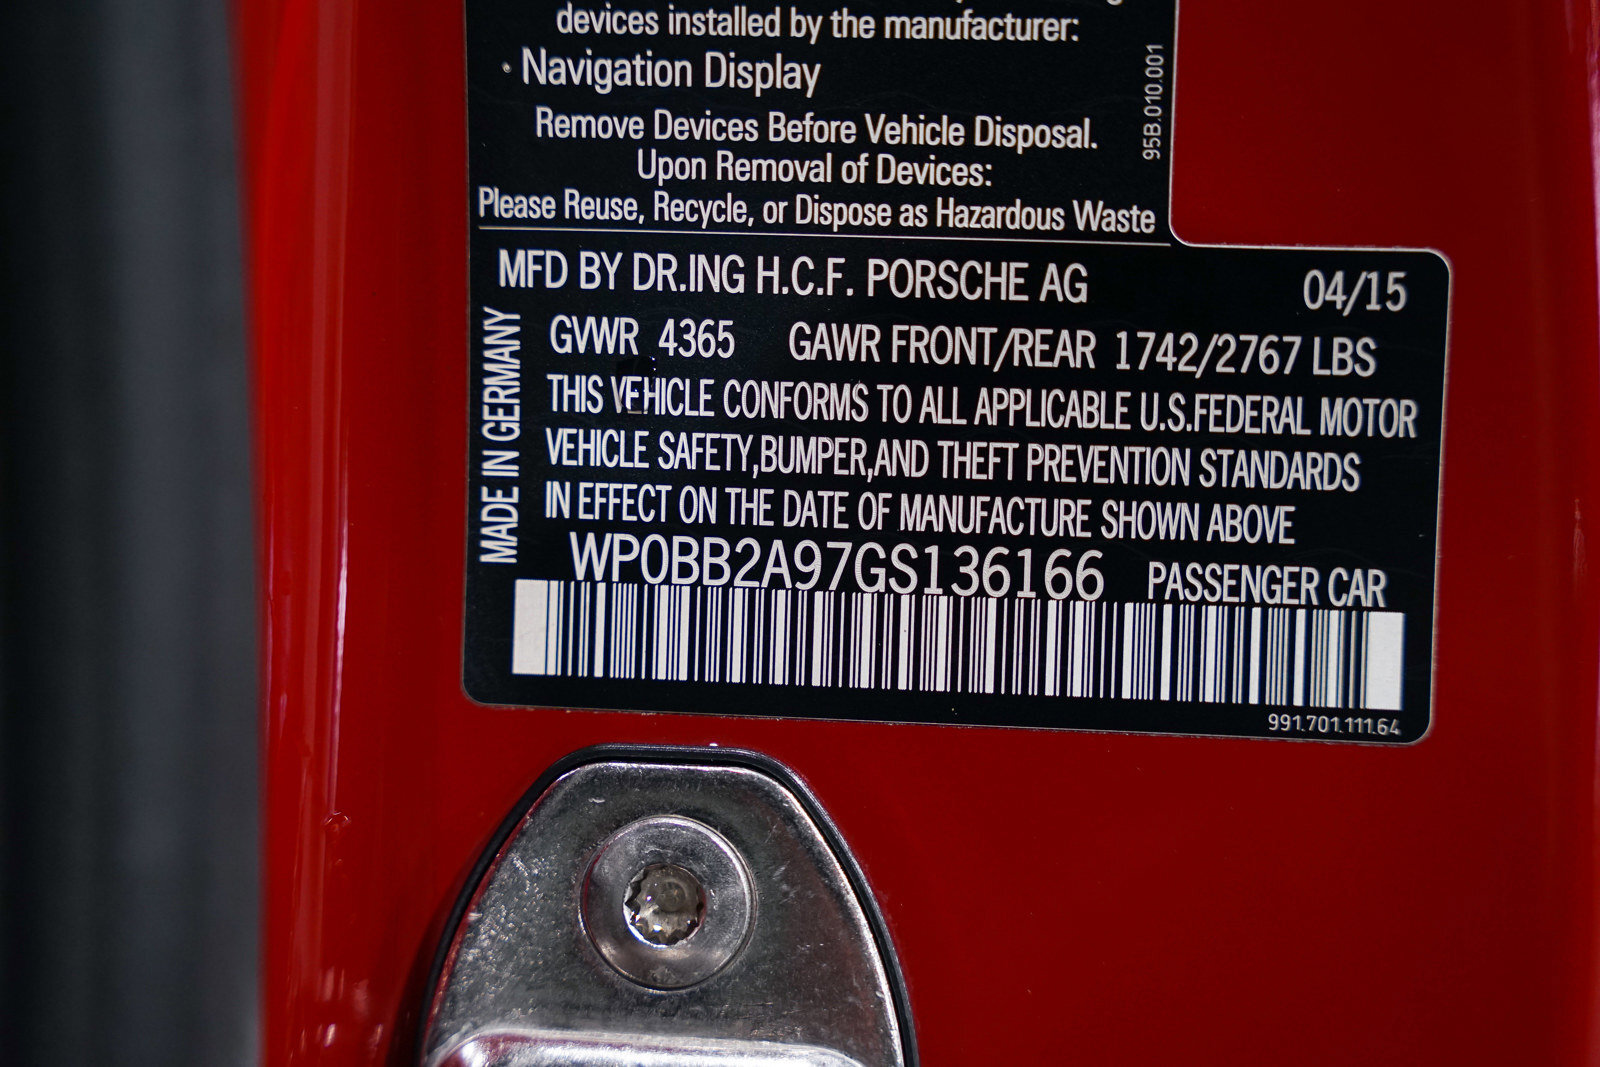 devices installed by the manufacturer:
• Navigation Display
Remove Devices Before Vehicle Disposal.
Upon Removal of Devices:
Please Reuse, Recycle, or Dispose as Hazardous Waste
95B.010.001
MFD BY DR.ING H.C.F. PORSCHE AG 04/15
GVWR 4365 GAWR FRONT/REAR 1742/2767 LBS
THIS VEHICLE CONFORMS TO ALL APPLICABLE U.S.FEDERAL MOTOR
VEHICLE SAFETY,BUMPER,AND THEFT PREVENTION STANDARDS
IN EFFECT ON THE DATE OF MANUFACTURE SHOWN ABOVE
MADE IN GERMANY
WP0BB2A97GS136166 PASSENGER CAR
991.701.111.64